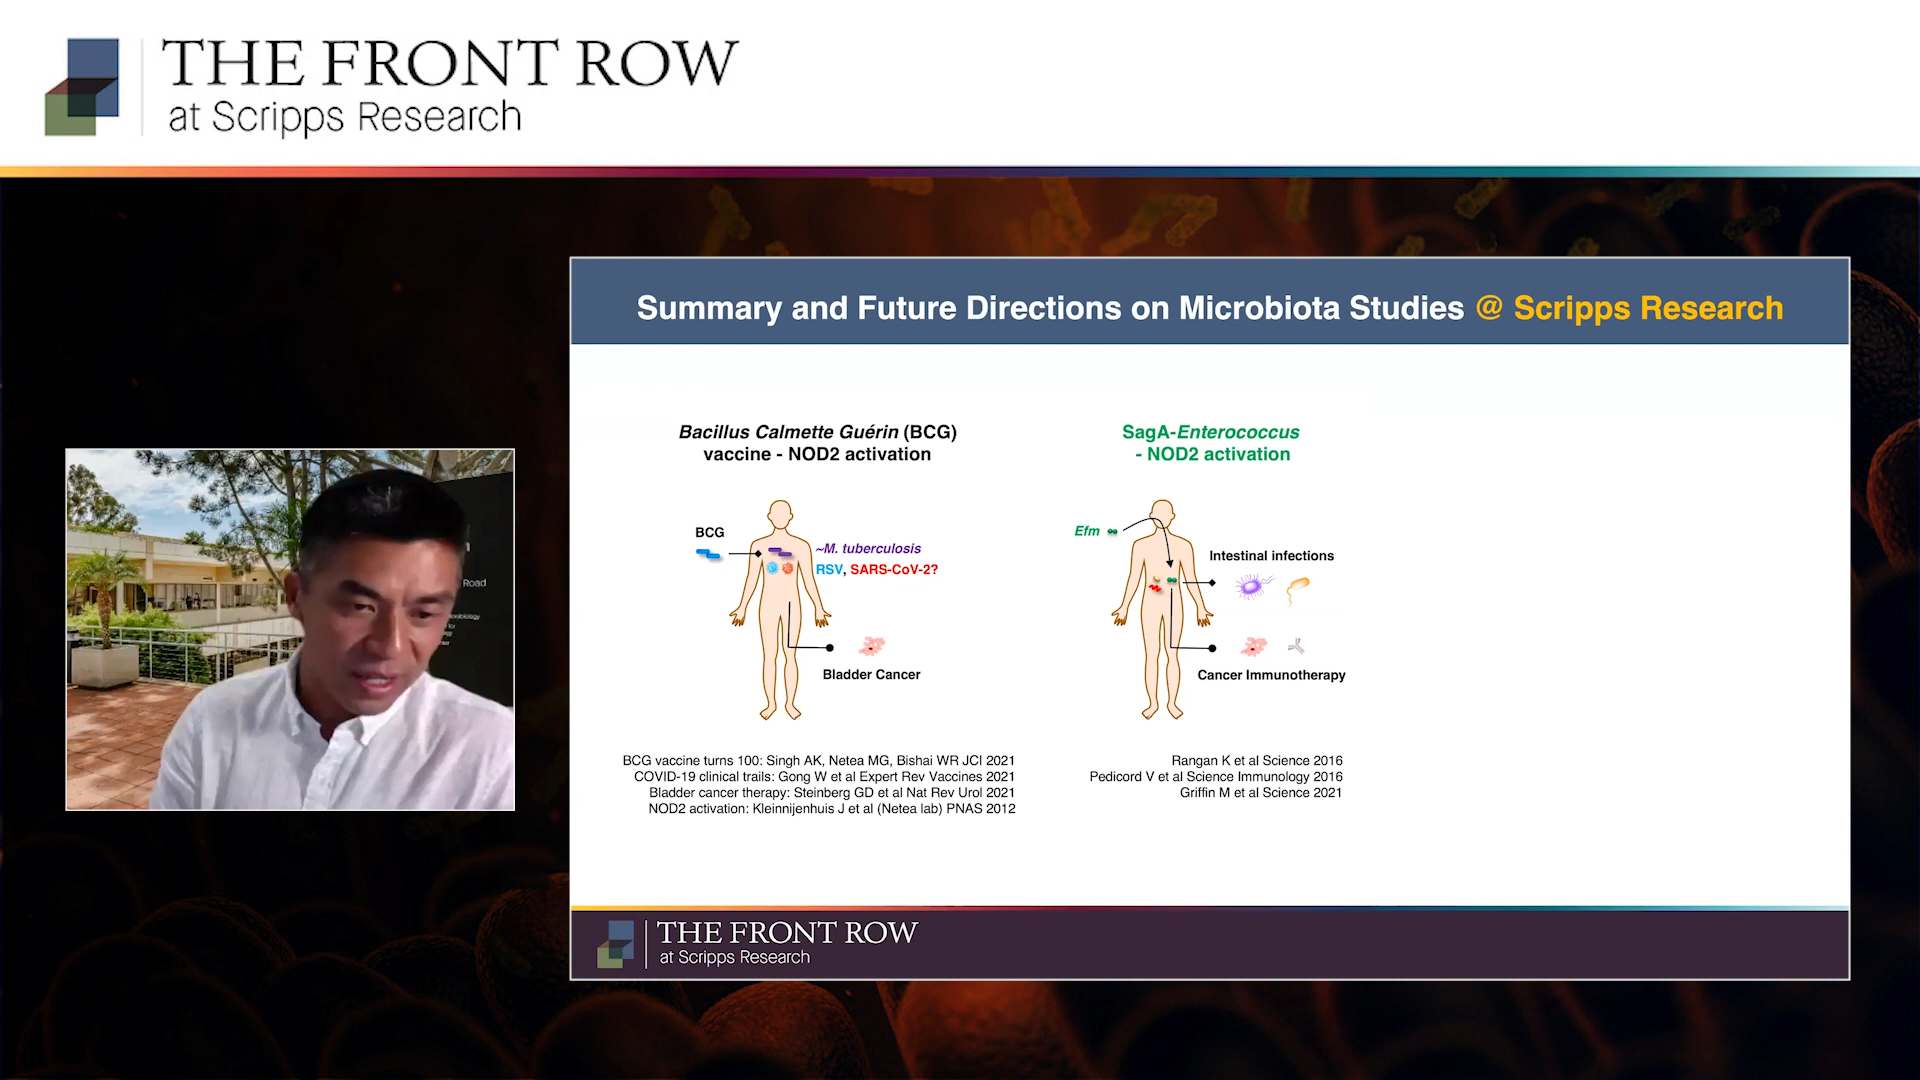 THE FRONT ROW
at Scripps Research
Summary and Future Directions on Microbiota Studies @ Scripps Research
Bacillus Calmette Guérin (BCG)
vaccine - NOD2 activation
BCG
~M. tuberculosis
RSV, SARS-CoV-2?
Bladder Cancer
BCG vaccine turns 100: Singh AK, Netea MG, Bishai WR JCI 2021
COVID-19 clinical trails: Gong W et al Expert Rev Vaccines 2021
Bladder cancer therapy: Steinberg GD et al Nat Rev Urol 2021
NOD2 activation: Kleinnijenhuis J et al (Netea lab) PNAS 2012
SagA-Enterococcus
- NOD2 activation
Efm
Intestinal infections
Cancer Immunotherapy
Rangan K et al Science 2016
Pedicord V et al Science Immunology 2016
Griffin M et al Science 2021
Road
THE FRONT ROW
at Scripps Research